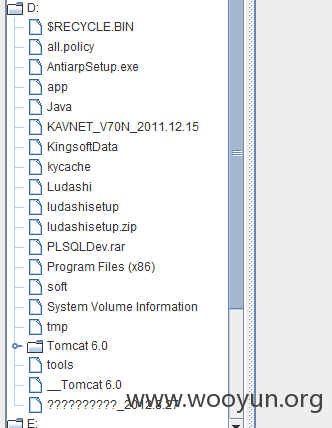 D:
$RECYCLE.BIN
all.policy
AntiarpSetup.exe
app
Java
KAVNET_V70N_2011.12.15
KingsoftData
kycache
Ludashi
ludashisetup
ludashisetup.zip
PLSQLDev.rar
Program Files (x86)
soft
System Volume Information
tmp
Tomcat 6.0
tools
__Tomcat 6.0
??????????_2012.8.27
www.wooyun.org
E: